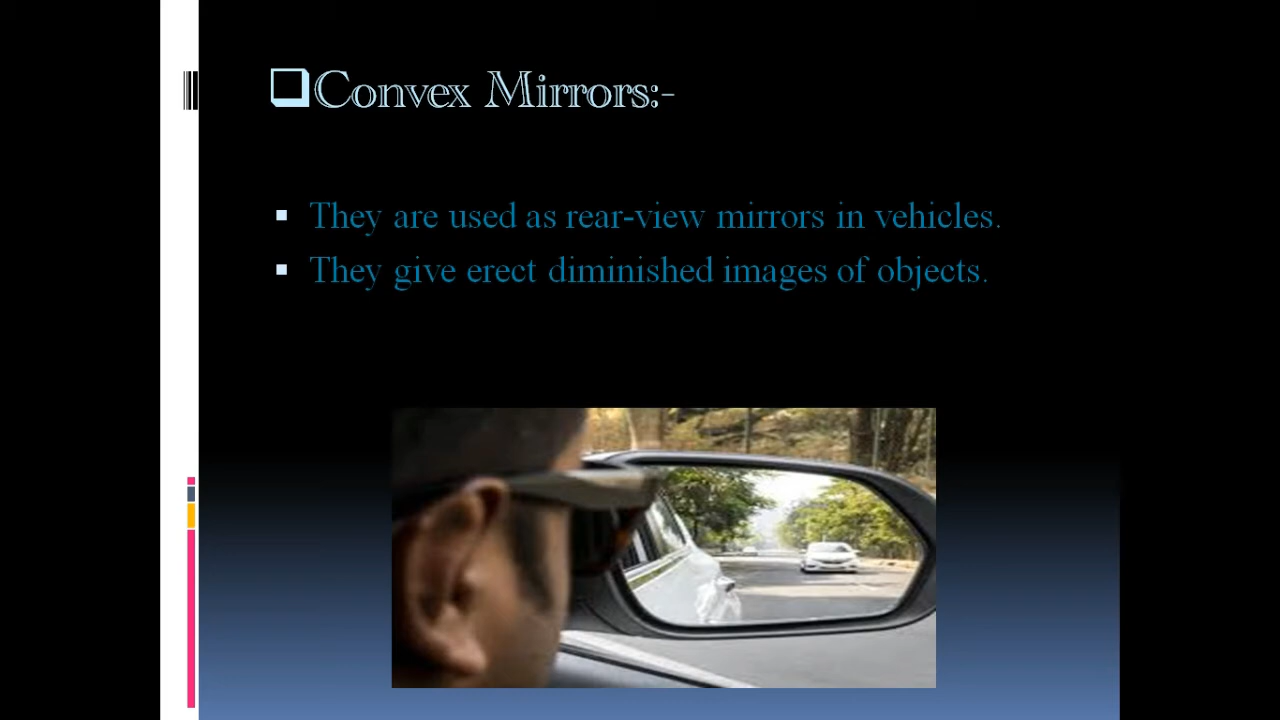 ❑Convex Mirrors:-
▪ They are used as rear-view mirrors in vehicles.
▪ They give erect diminished images of objects.